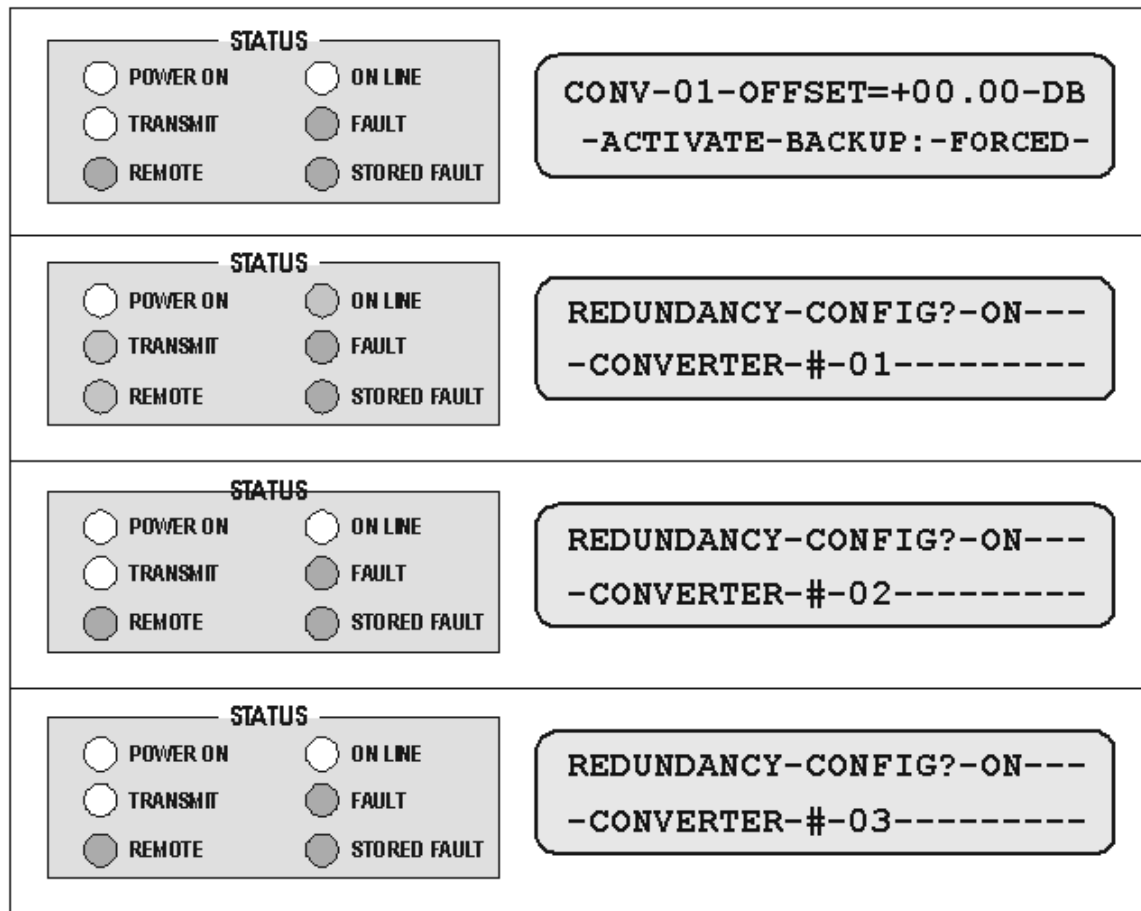 STATUS
POWER ON
ON LINE
TRANSMIT
FAULT
REMOTE
STORED FAULT
CONV-01-OFFSET=+00.00-DB
-ACTIVATE-BACKUP:-FORCED-
STATUS
POWER ON
ON LINE
TRANSMIT
FAULT
REMOTE
STORED FAULT
REDUNDANCY-CONFIG?-ON---
-CONVERTER-#-01---------
STATUS
POWER ON
ON LINE
TRANSMIT
FAULT
REMOTE
STORED FAULT
REDUNDANCY-CONFIG?-ON---
-CONVERTER-#-02---------
STATUS
POWER ON
ON LINE
TRANSMIT
FAULT
REMOTE
STORED FAULT
REDUNDANCY-CONFIG?-ON---
-CONVERTER-#-03---------